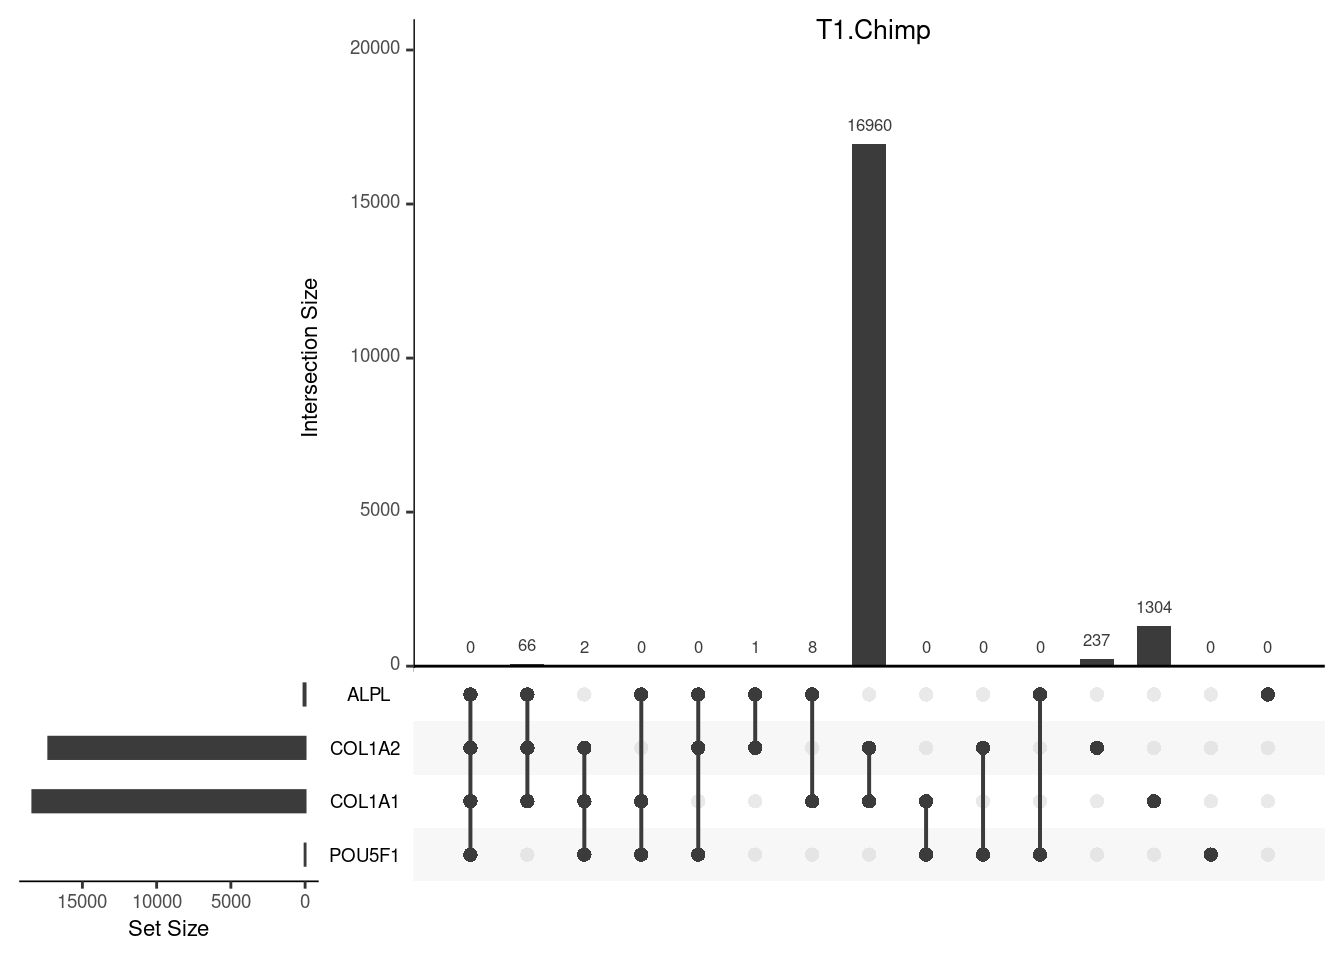 T1.Chimp
20000
15000
10000
5000
0
Intersection Size
16960
1304
237
0 66 2 0 0 1 8 0 0 0 0 0
ALPL
COL1A2
COL1A1
POU5F1
15000 10000 5000 0
Set Size